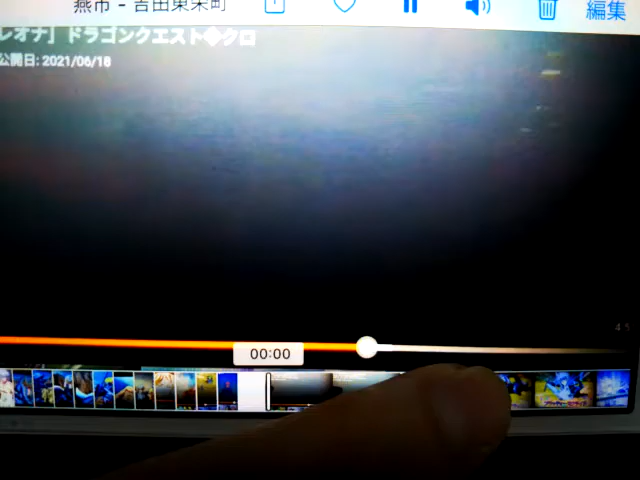 燕市 - 吉田東栄町
編集
レオナ」ドラゴンクエスト�クロ
公開日: 2021/06/18
00:00